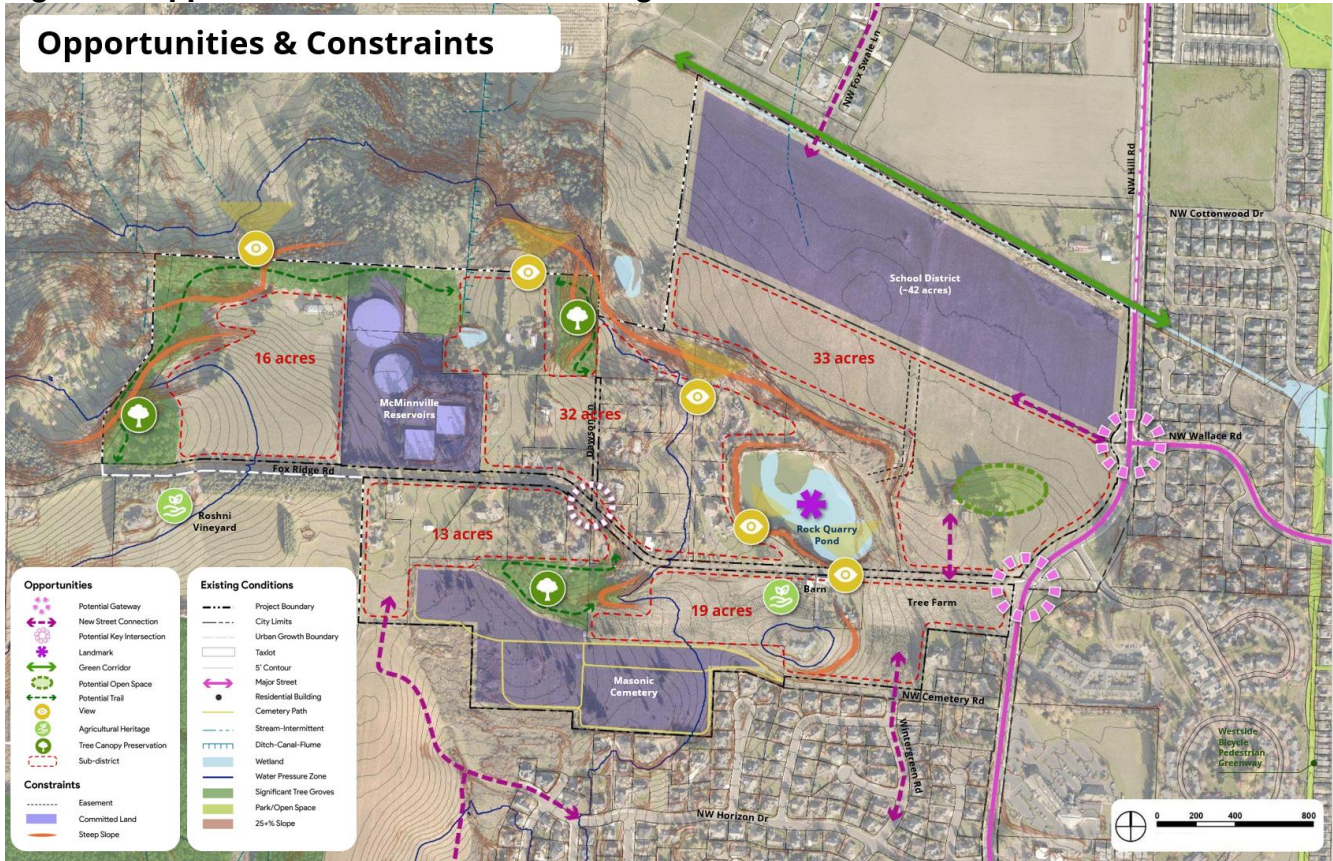 Opportunities & Constraints
NW Fox Swale Ln
NW Hill Rd
NW Cottonwood Dr
School District
(~42 acres)
33 acres
16 acres
McMinnville
Reservoirs
32 acres
NW Wallace Rd
Fox Ridge Rd
Roshni
Vineyard
13 acres
Rock Quarry
Pond
Barn
19 acres
Tree Farm
Masonic
Cemetery
NW Cemetery Rd
Wintergreen Rd
NW Horizon Dr
Westside
Bicycle
Pedestrian
Greenway
Opportunities
Potential Gateway
New Street Connection
Potential Key Intersection
Landmark
Green Corridor
Potential Open Space
Potential Trail
View
Agricultural Heritage
Tree Canopy Preservation
Sub-district
Constraints
Easement
Committed Land
Steep Slope
Existing Conditions
Project Boundary
City Limits
Urban Growth Boundary
Taxlot
5' Contour
Major Street
Residential Building
Cemetery Path
Stream-Intermittent
Ditch-Canal-Flume
Wetland
Water Pressure Zone
Significant Tree Groves
Park/Open Space
25+% Slope
0 200 400 800